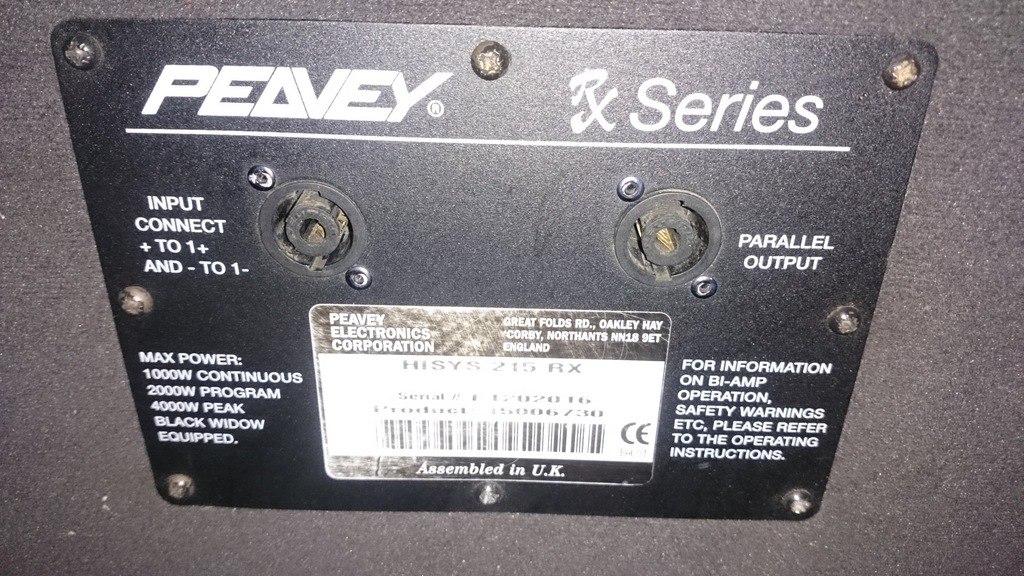 PEAVEY®
Rx Series
INPUT
CONNECT
+ TO 1+
AND - TO 1-
PARALLEL
OUTPUT
PEAVEY
ELECTRONICS
CORPORATION
GREAT FOLDS RD., OAKLEY HAY
CORBY, NORTHANTS NN18 9ET
ENGLAND
HISYS 215 RX
Serial #
Product :5006730
CE
Assembled in U.K.
MAX POWER:
1000W CONTINUOUS
2000W PROGRAM
4000W PEAK
BLACK WIDOW
EQUIPPED.
FOR INFORMATION
ON BI-AMP
OPERATION,
SAFETY WARNINGS
ETC, PLEASE REFER
TO THE OPERATING
INSTRUCTIONS.